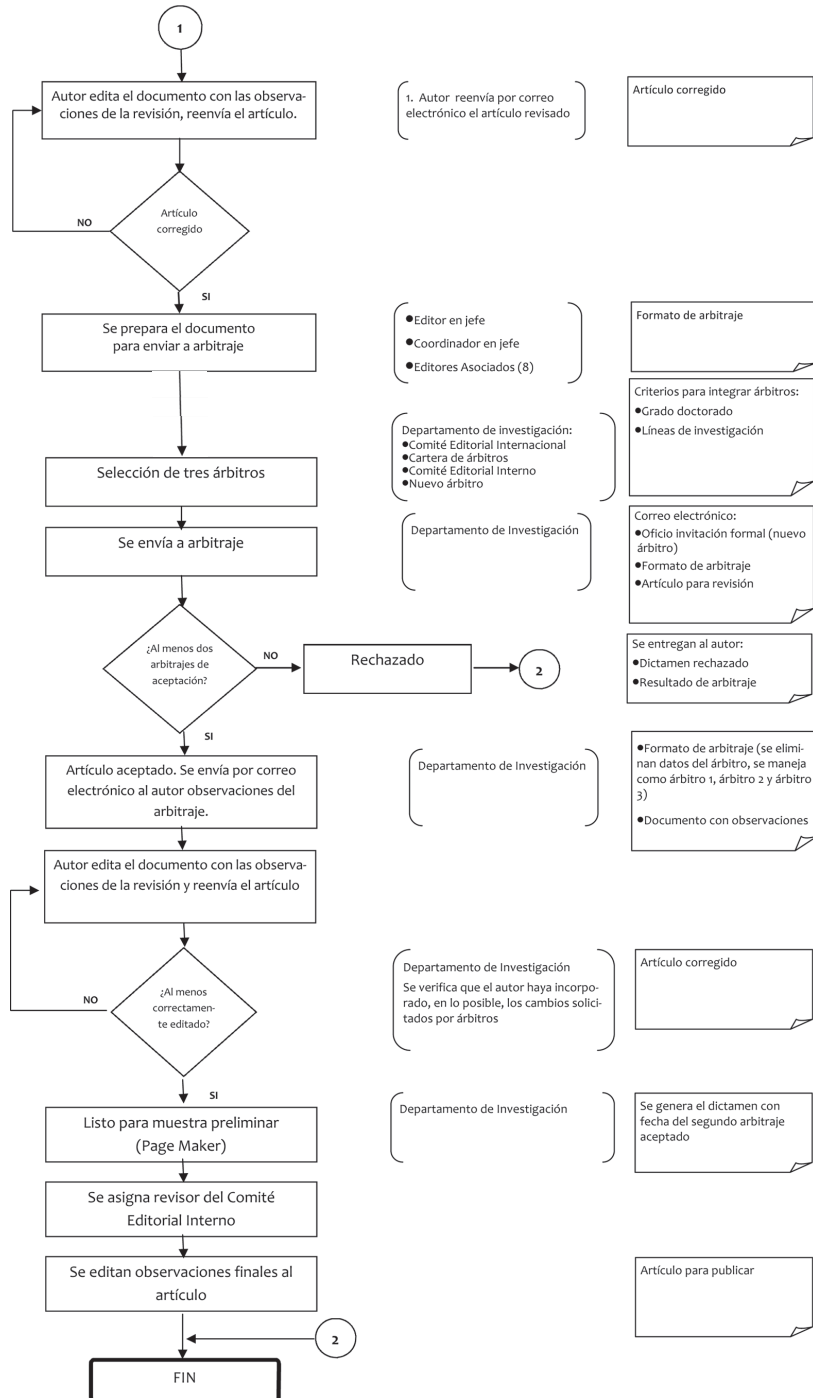 1
Autor edita el documento con las observa-
ciones de la revisión, reenvía el artículo.
1. Autor reenvía por correo
electrónico el artículo revisado
Artículo corregido
Artículo
corregido
NO
SI
Se prepara el documento
para enviar a arbitraje
●Editor en jefe
●Coordinador en jefe
●Editores Asociados (8)
Formato de arbitraje
Selección de tres árbitros
Departamento de investigación:
●Comité Editorial Internacional
●Cartera de árbitros
●Comité Editorial Interno
●Nuevo árbitro
Criterios para integrar árbitros:
●Grado doctorado
●Líneas de investigación
Se envía a arbitraje
Departamento de Investigación
Correo electrónico:
●Oficio invitación formal (nuevo
árbitro)
●Formato de arbitraje
●Artículo para revisión
¿Al menos dos
arbitrajes de
aceptación?
NO
Rechazado
2
Se entregan al autor:
●Dictamen rechazado
●Resultado de arbitraje
SI
Artículo aceptado. Se envía por correo
electrónico al autor observaciones del
arbitraje.
Departamento de Investigación
●Formato de arbitraje (se elimi-
nan datos del árbitro, se maneja
como árbitro 1, árbitro 2 y árbitro
3)
●Documento con observaciones
Autor edita el documento con las observa-
ciones de la revisión y reenvía el artículo
¿Al menos
correctamen-
te editado?
NO
Departamento de Investigación
Se verifica que el autor haya incorpo-
rado, en lo posible, los cambios solici-
tados por árbitros
Artículo corregido
SI
Listo para muestra preliminar
(Page Maker)
Departamento de Investigación
Se genera el dictamen con
fecha del segundo arbitraje
aceptado
Se asigna revisor del Comité
Editorial Interno
Se editan observaciones finales al
artículo
Artículo para publicar
2
FIN